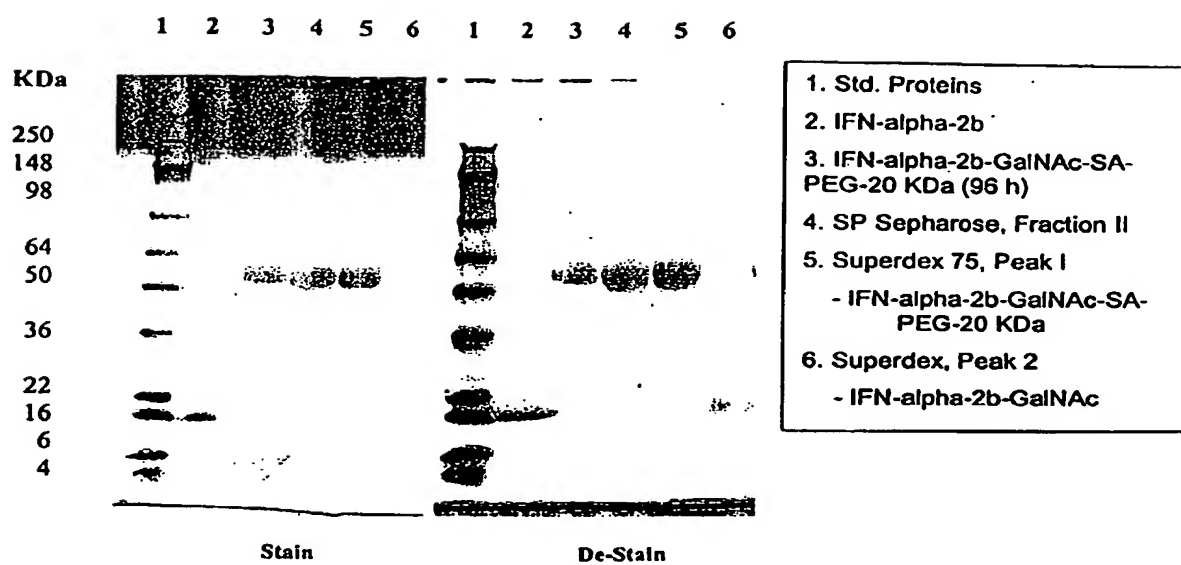 1 2 3 4 5 6 1 2 3 4 5 6
KDa
250
148
98
64
50
36
22
16
6
4
Stain
De-Stain
1. Std. Proteins
2. IFN-alpha-2b
3. IFN-alpha-2b-GalNAc-SA-
PEG-20 KDa (96 h)
4. SP Sepharose, Fraction II
5. Superdex 75, Peak I
- IFN-alpha-2b-GalNAc-SA-
PEG-20 KDa
6. Superdex, Peak 2
- IFN-alpha-2b-GalNAc